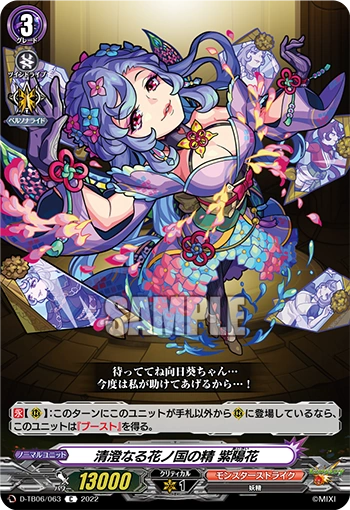 3
グレード
ツインドライブ
ペルソナライド
SAMPLE
待っててね向日葵ちゃん…
今度は私が助けてあげるから…!
【永】【(R)】:このターンにこのユニットが手札以外から(R)に登場しているなら、
このユニットは『ブースト』を得る。
ノーマルユニット
清澄なる花ノ国の精 紫陽花
パワー 13000
クリティカル
1
モンスターストライク
妖精
D-TB06/063 C 2022
©MIXI